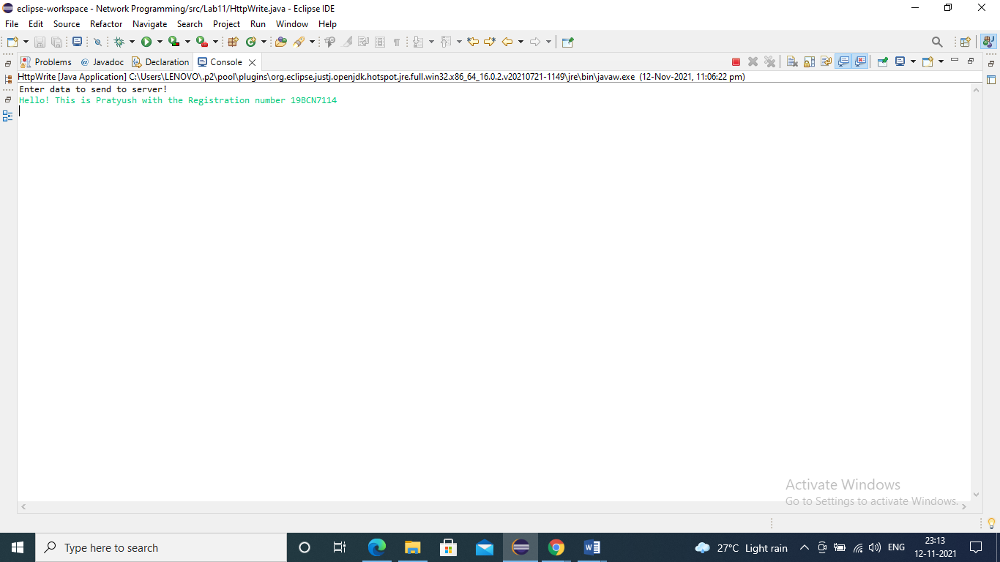 eclipse-workspace - Network Programming/src/Lab11/HttpWrite.java - Eclipse IDE
File Edit Source Refactor Navigate Search Project Run Window Help
Problems @ Javadoc Declaration Console
HttpWrite [Java Application] C:\Users\LENOVO\.p2\pool\plugins\org.eclipse.justj.openjdk.hotspot.jre.full.win32.x86_64_16.0.2.v20210721-1149\jre\bin\javaw.exe (12-Nov-2021, 11:06:22 pm)
Enter data to send to server!
Hello! This is Pratyush with the Registration number 19BCN7114
Activate Windows
Go to Settings to activate Windows.
Type here to search
27°C Light rain
ENG
23:13
12-11-2021